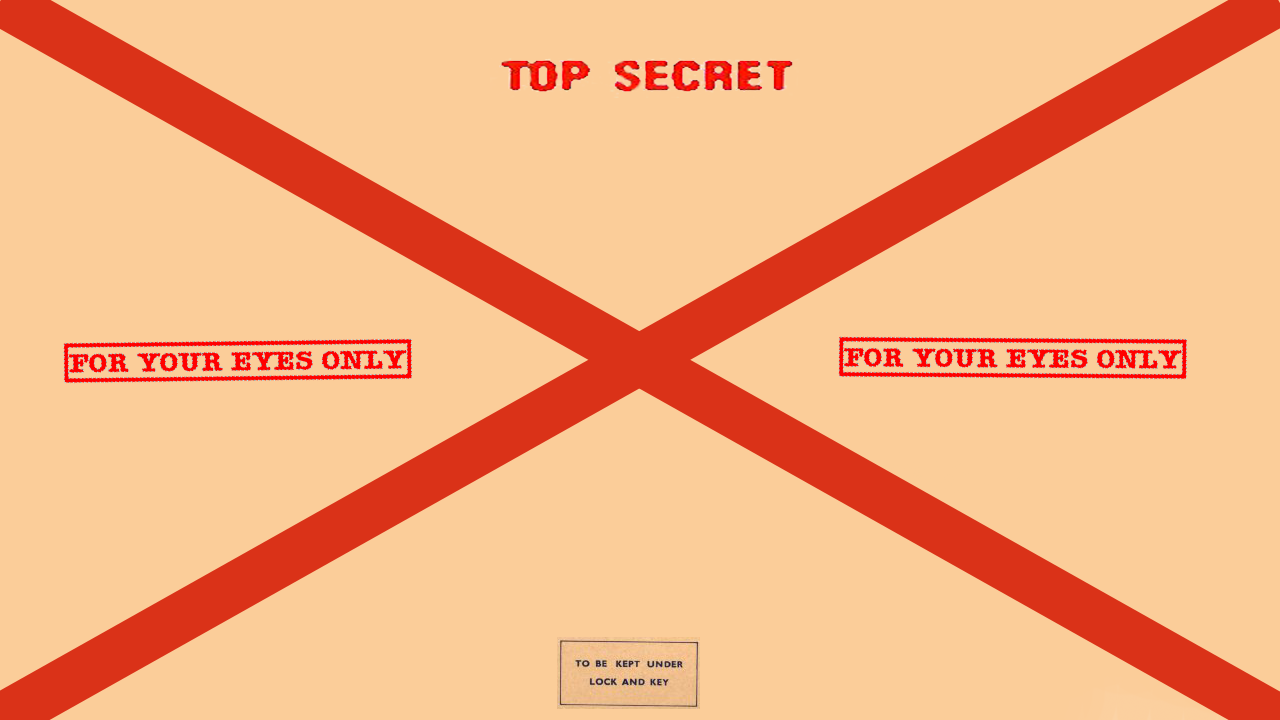 TOP SECRET
FOR YOUR EYES ONLY
FOR YOUR EYES ONLY
TO BE KEPT UNDER
LOCK AND KEY